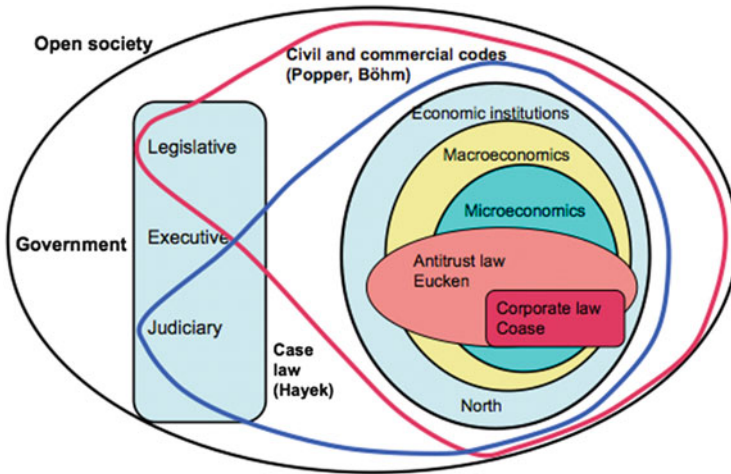 Open society
Civil and commercial codes
(Popper, Böhm)
Economic institutions
Legislative
Macroeconomics
Microeconomics
Government
Executive
Antitrust law
Eucken
Corporate law
Coase
Judiciary
Case
law
(Hayek)
North